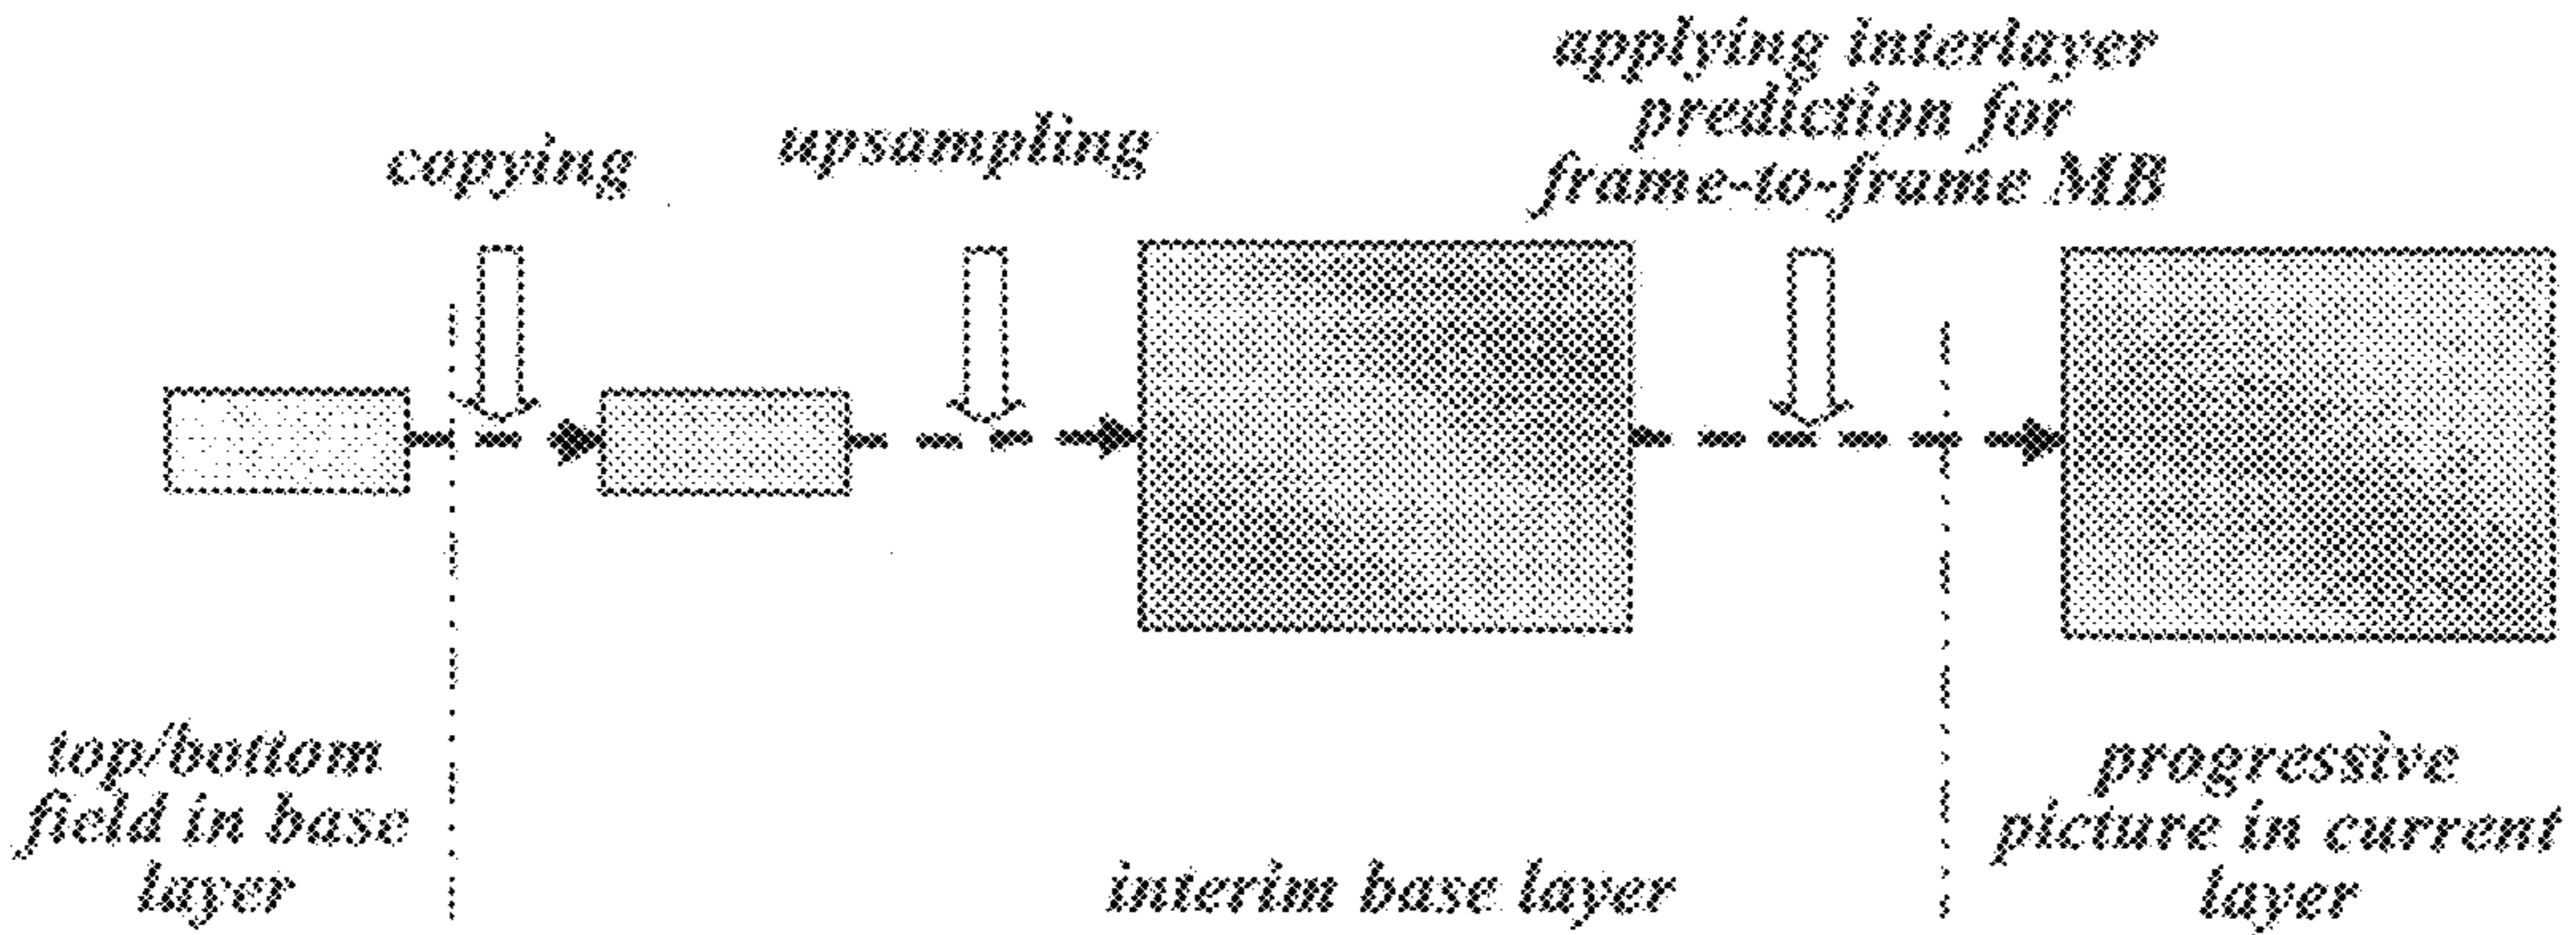 copying
upsampling
applying interlayer
prediction for
frame-to-frame MB
top/bottom
field in base
layer
interim base layer
progressive
picture in current
layer